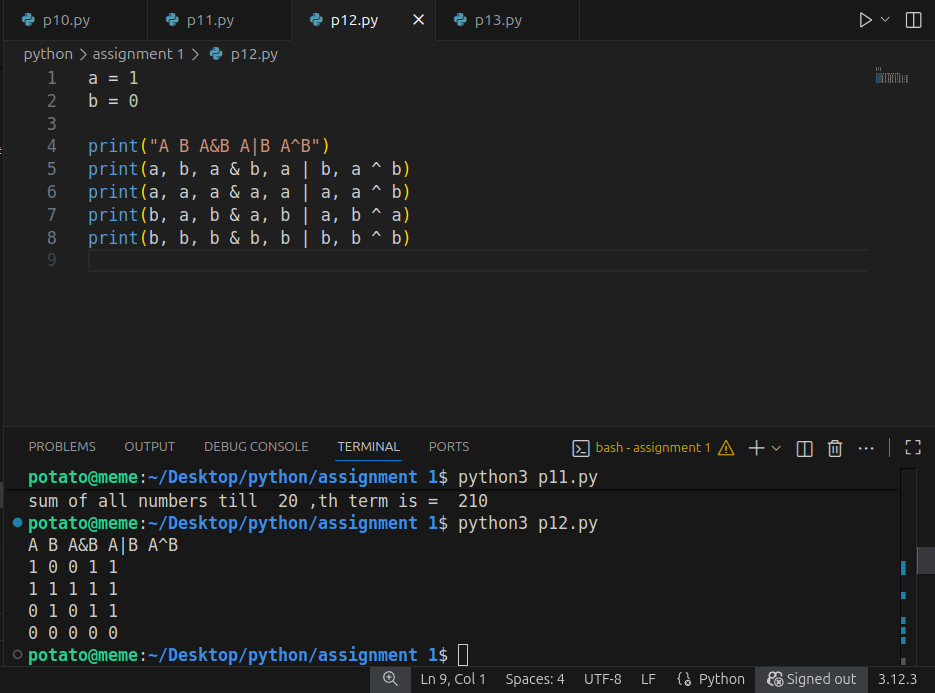 p10.py p11.py p12.py p13.py
python > assignment 1 > p12.py
1 a = 1
2 b = 0
3
4 print("A B A&B A|B A^B")
5 print(a, b, a & b, a | b, a ^ b)
6 print(a, a, a & a, a | a, a ^ b)
7 print(b, a, b & a, b | a, b ^ a)
8 print(b, b, b & b, b | b, b ^ b)
9
PROBLEMS OUTPUT DEBUG CONSOLE TERMINAL PORTS bash - assignment 1
potato@meme:~/Desktop/python/assignment 1$ python3 p11.py
sum of all numbers till  20 ,th term is =  210
potato@meme:~/Desktop/python/assignment 1$ python3 p12.py
A B A&B A|B A^B
1 0 0 1 1
1 1 1 1 1
0 1 0 1 1
0 0 0 0 0
potato@meme:~/Desktop/python/assignment 1$
Ln 9, Col 1 Spaces: 4 UTF-8 LF Python Signed out 3.12.3